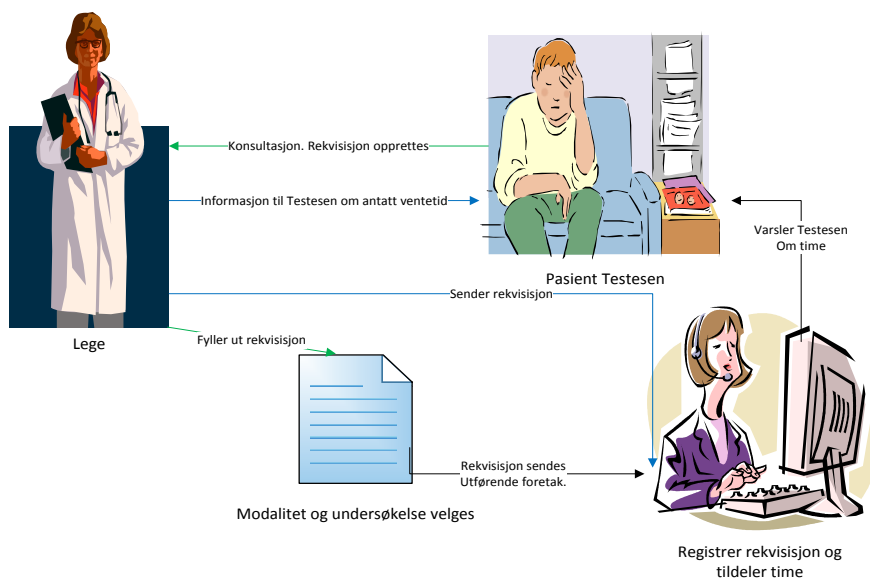 Konsultasjon. Rekvisisjon opprettes
Informasjon til Testesen om antatt ventetid
Varsler Testesen
Om time
Pasient Testesen
Sender rekvisisjon
Lege
Fyller ut rekvisisjon
Rekvisisjon sendes
Utførende foretak.
Modalitet og undersøkelse velges
Registrer rekvisisjon og
tildeler time